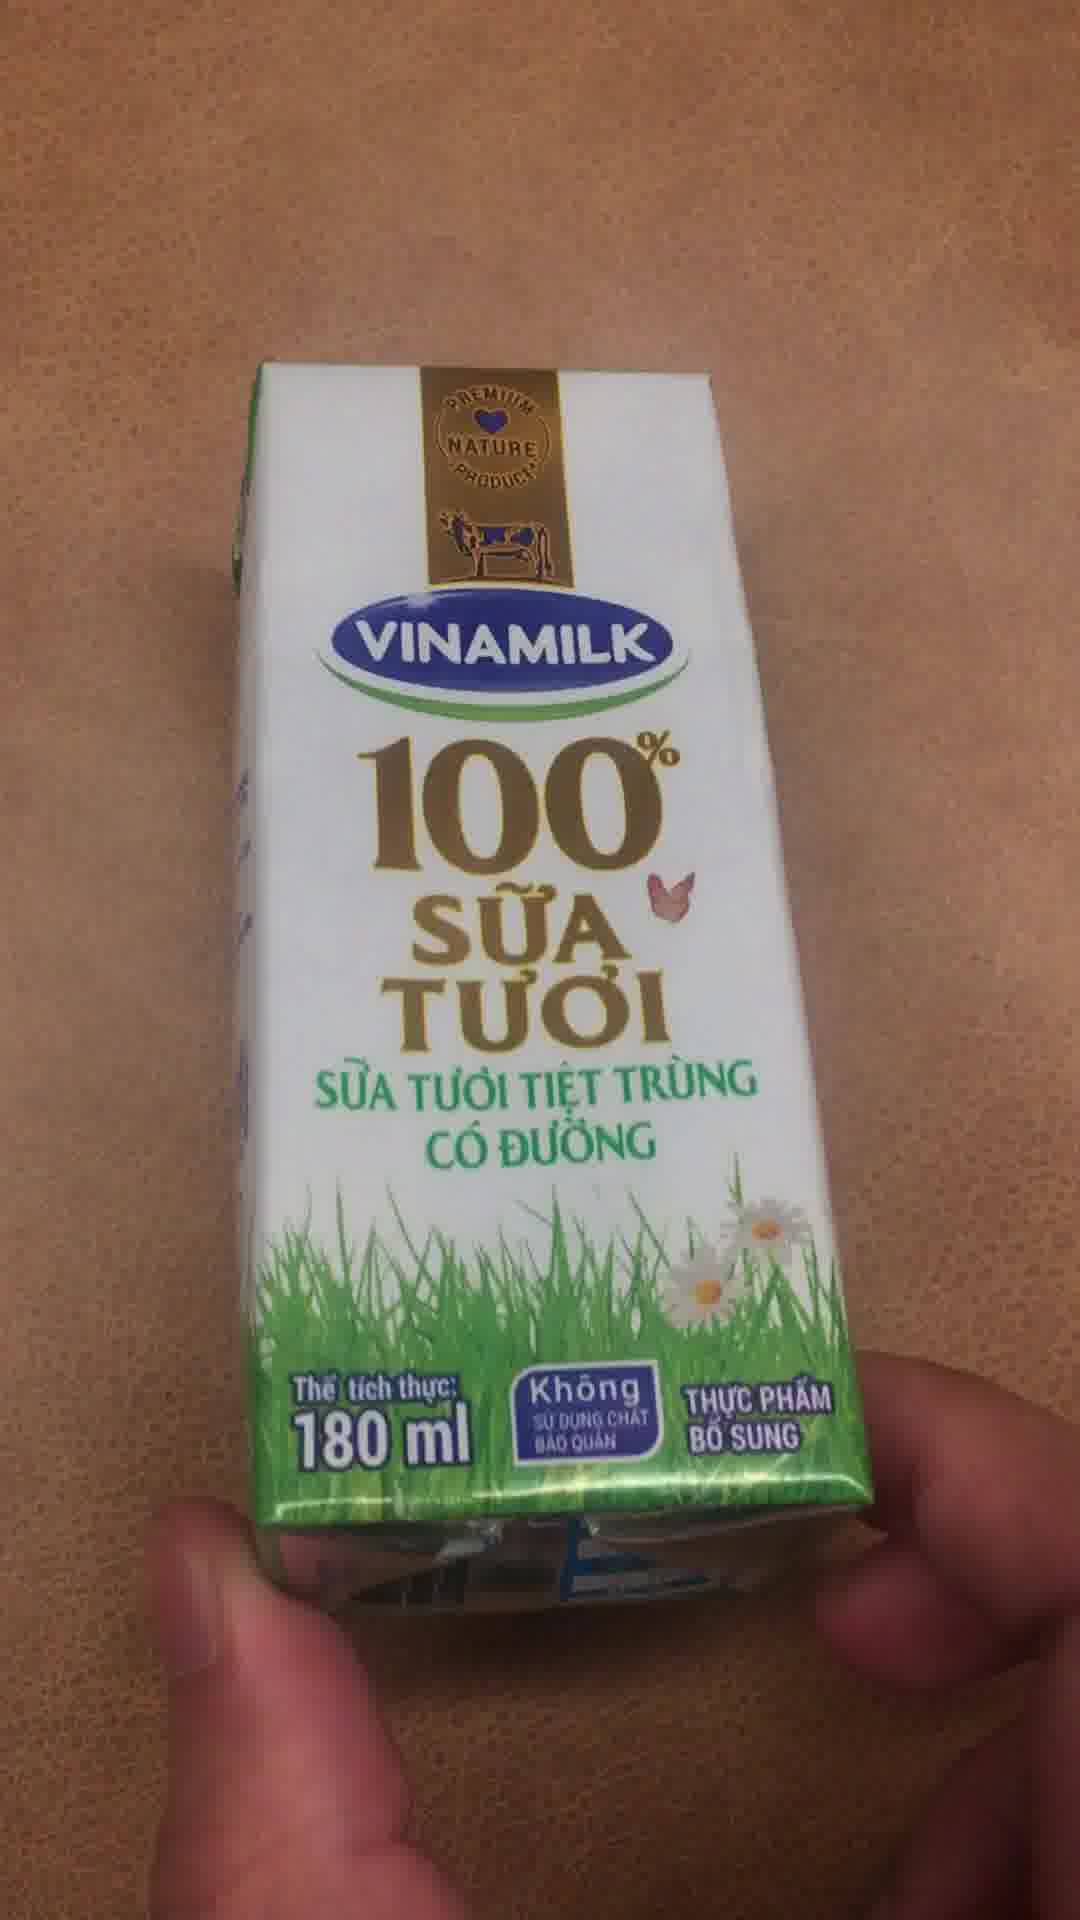 PREMIUM
NATURE
PRODUCT
VINAMILK
100%
SỮA
TƯƠI
SỮA TƯƠI TIỆT TRÙNG
CÓ ĐƯỜNG
Thể tích thực:
180 ml
Không
SỬ DỤNG CHẤT
BẢO QUẢN
THỰC PHẨM
BỔ SUNG